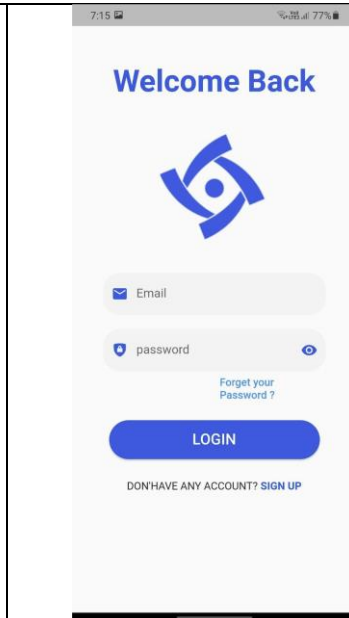 7:15 77%
Welcome Back
Email
password
Forget your
Password ?
LOGIN
DON'HAVE ANY ACCOUNT? SIGN UP